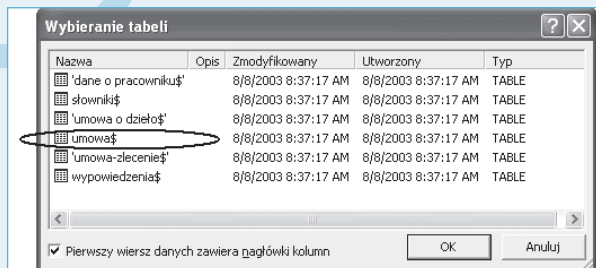 Wybieranie tabeli
Nazwa Opis Zmodyfikowany Utworzony Typ
'dane o pracowniku$' 8/8/2003 8:37:17 AM 8/8/2003 8:37:17 AM TABLE
słowniki$ 8/8/2003 8:37:17 AM 8/8/2003 8:37:17 AM TABLE
'umowa o dzieło$' 8/8/2003 8:37:17 AM 8/8/2003 8:37:17 AM TABLE
umowa$ 8/8/2003 8:37:17 AM 8/8/2003 8:37:17 AM TABLE
'umowa-zlecenie$' 8/8/2003 8:37:17 AM 8/8/2003 8:37:17 AM TABLE
wypowiedzenia$ 8/8/2003 8:37:17 AM 8/8/2003 8:37:17 AM TABLE
Pierwszy wiersz danych zawiera nagłówki kolumn OK Anuluj